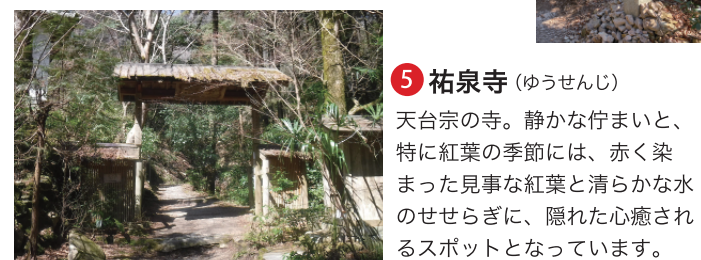 5 祐泉寺（ゆうせんじ）
天台宗の寺。静かな佇まいと、
特に紅葉の季節には、赤く染
まった見事な紅葉と清らかな水
のせせらぎに、隠れた心癒され
るスポットとなっています。